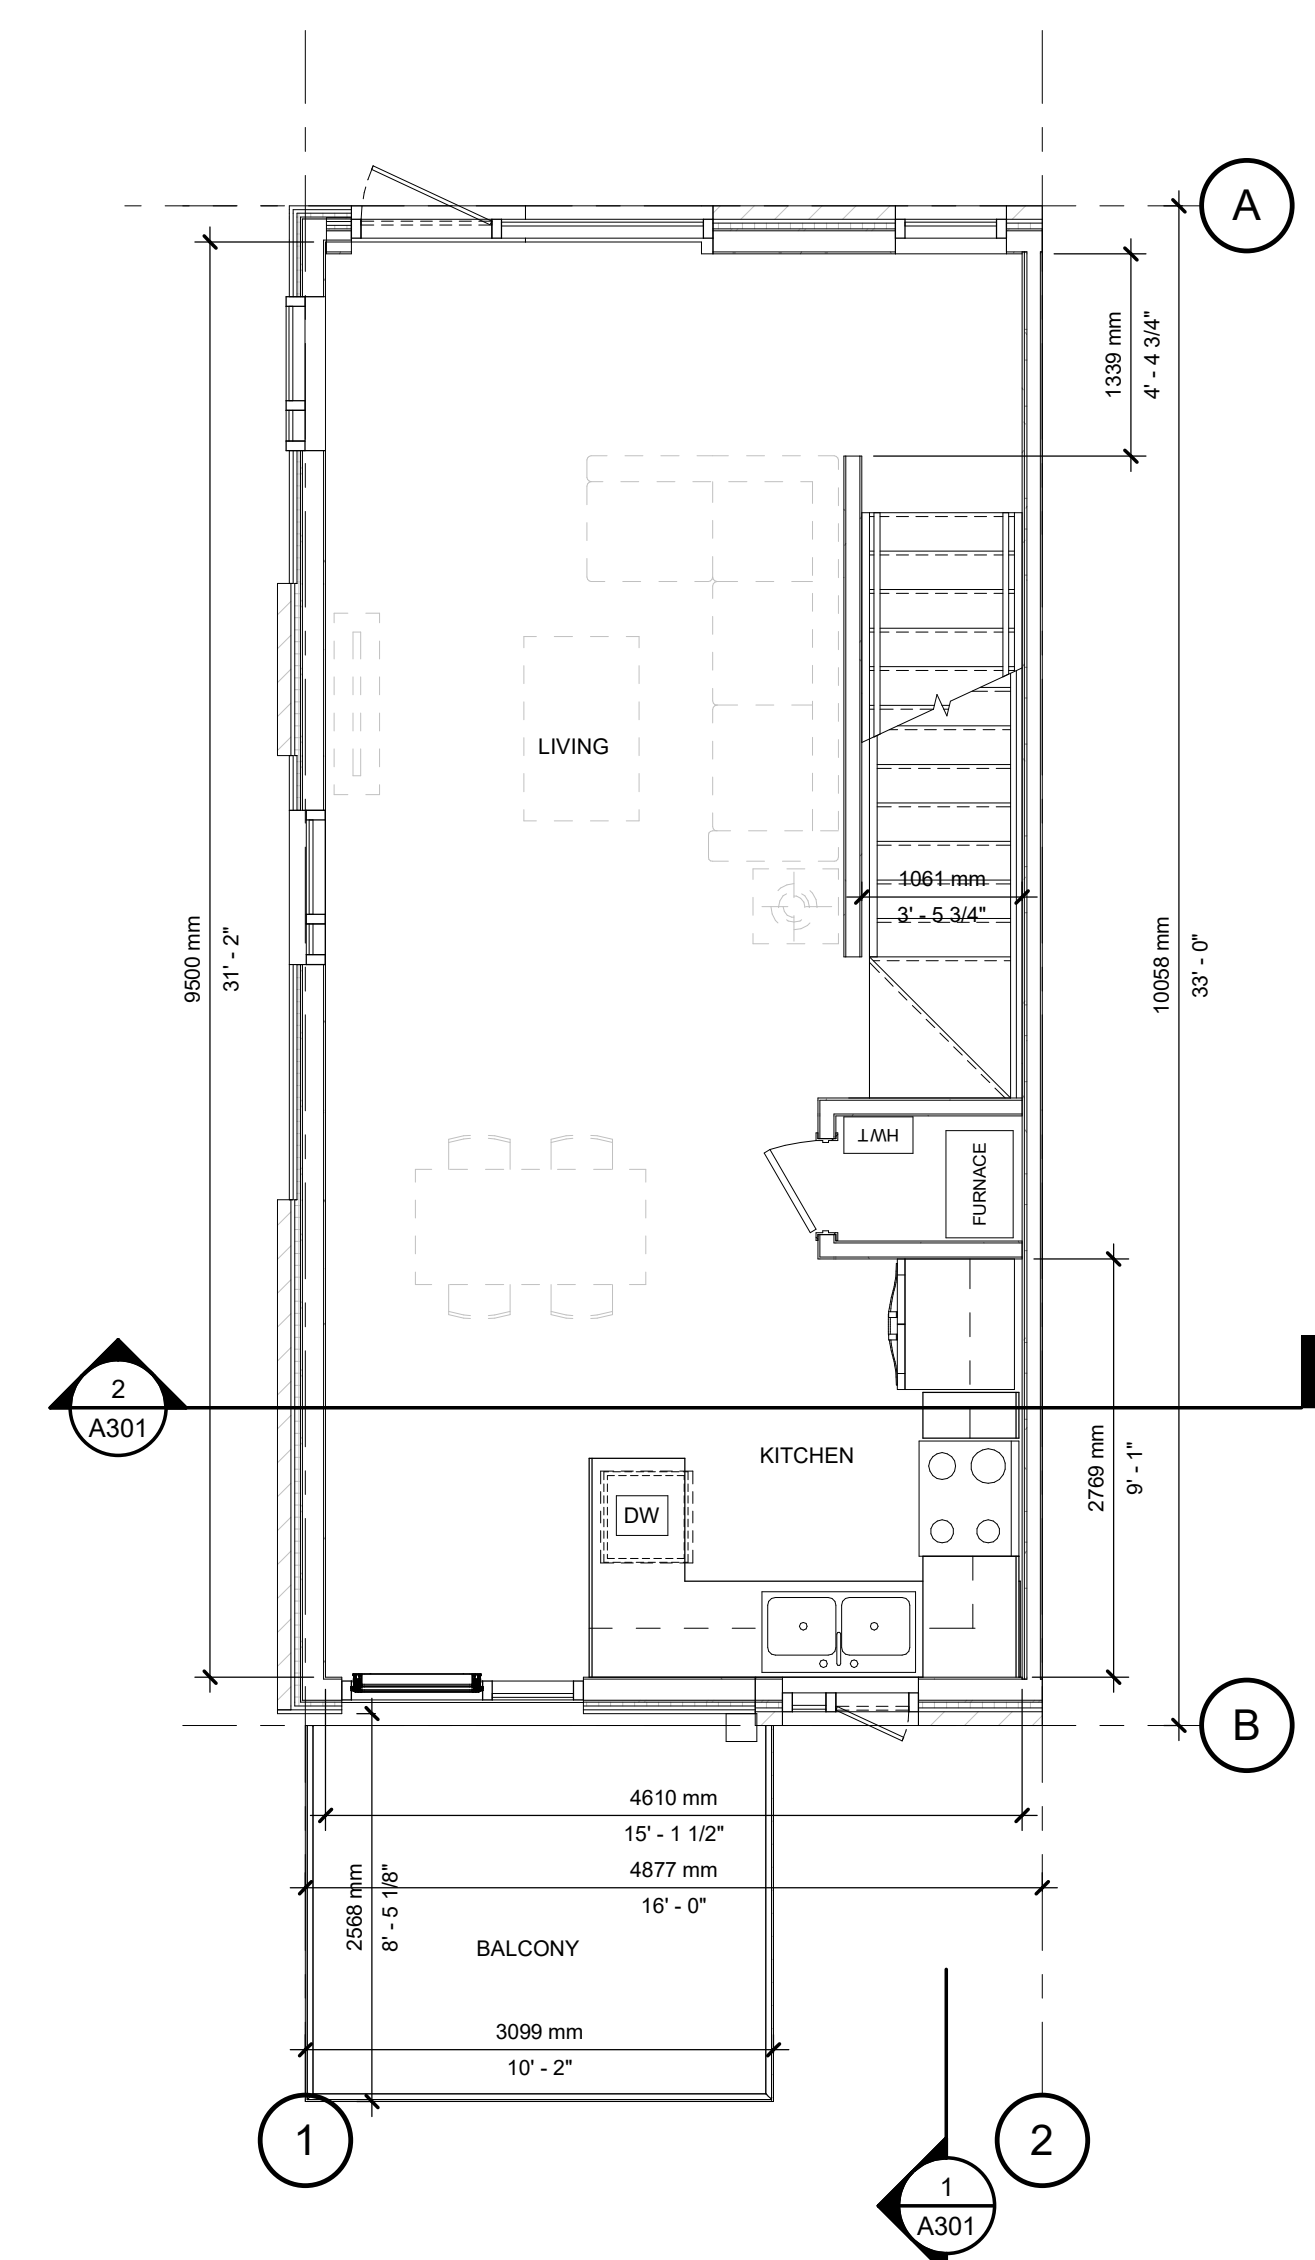 A
1339 mm
4' - 4 3/4"
LIVING
1061 mm
3' - 5 3/4"
9500 mm
31' - 2"
10058 mm
33' - 0"
HWT
FURNACE
2
A301
KITCHEN
2769 mm
9' - 1"
DW
B
4610 mm
15' - 1 1/2"
4877 mm
16' - 0"
2568 mm
8' - 5 1/8"
BALCONY
3099 mm
10' - 2"
1
2
1
A301